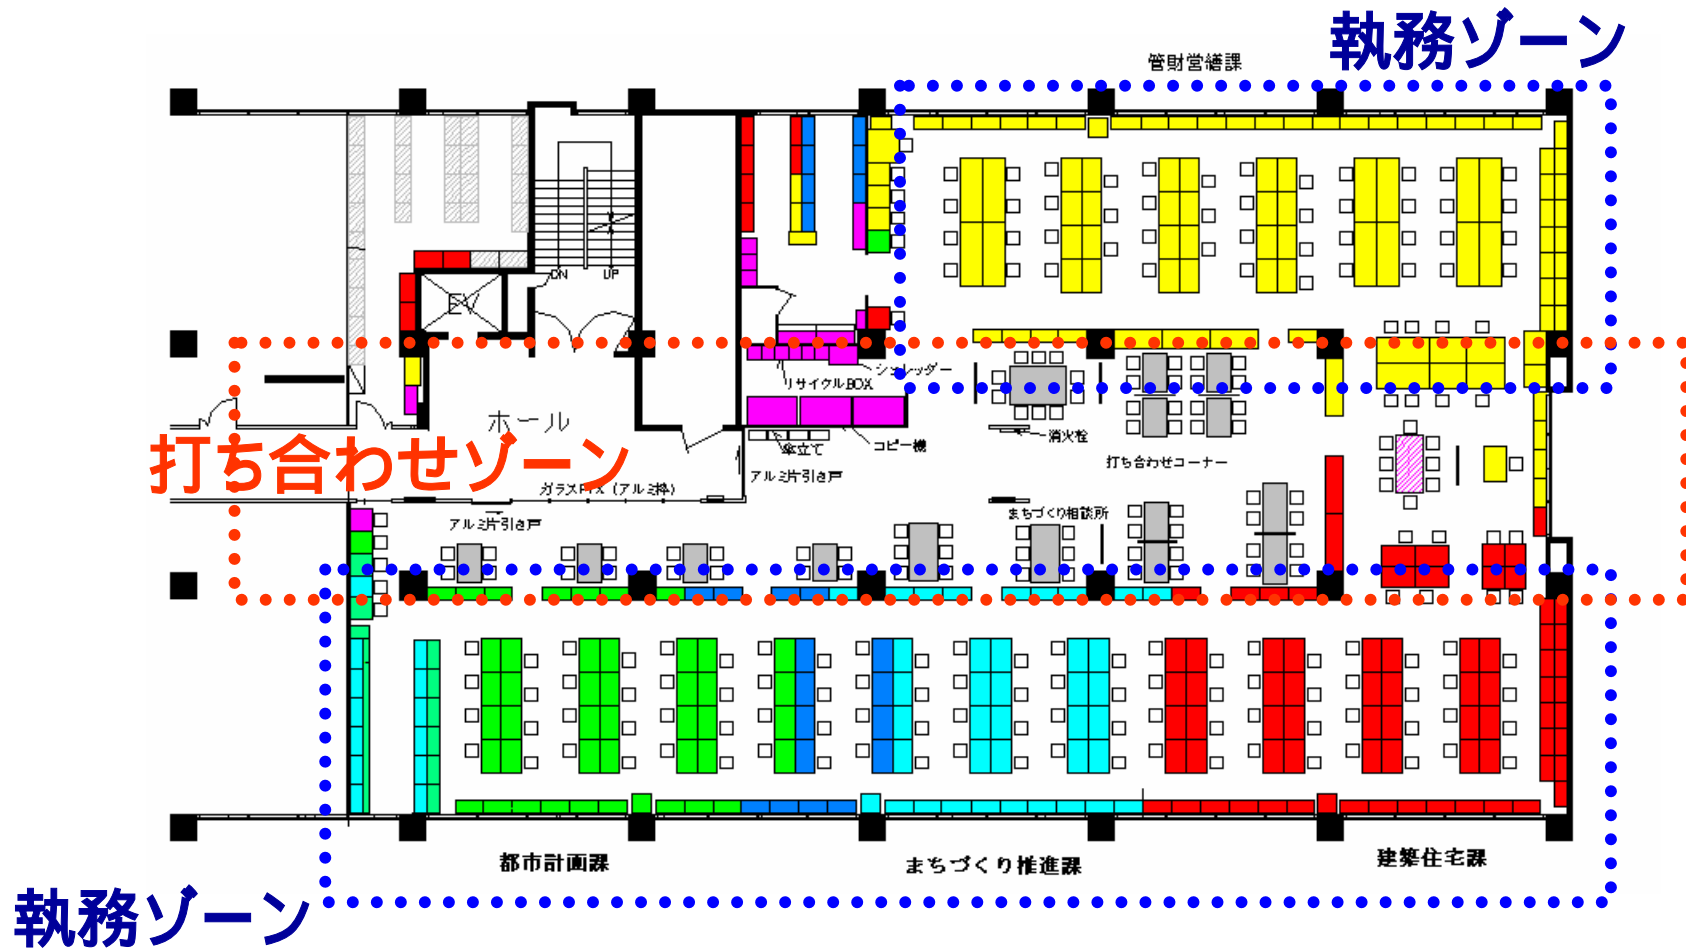 執務ゾーン
管財営繕課
DN UP
EV
シュレッダー
リサイクルBOX
ホール
消火栓
コピー機
傘立て
打ち合わせコーナー
打ち合わせゾーン
アルミ片引き戸
ガラスFIX（アルミ枠）
まちづくり相談所
アルミ片引き戸
都市計画課
まちづくり推進課
建築住宅課
執務ゾーン